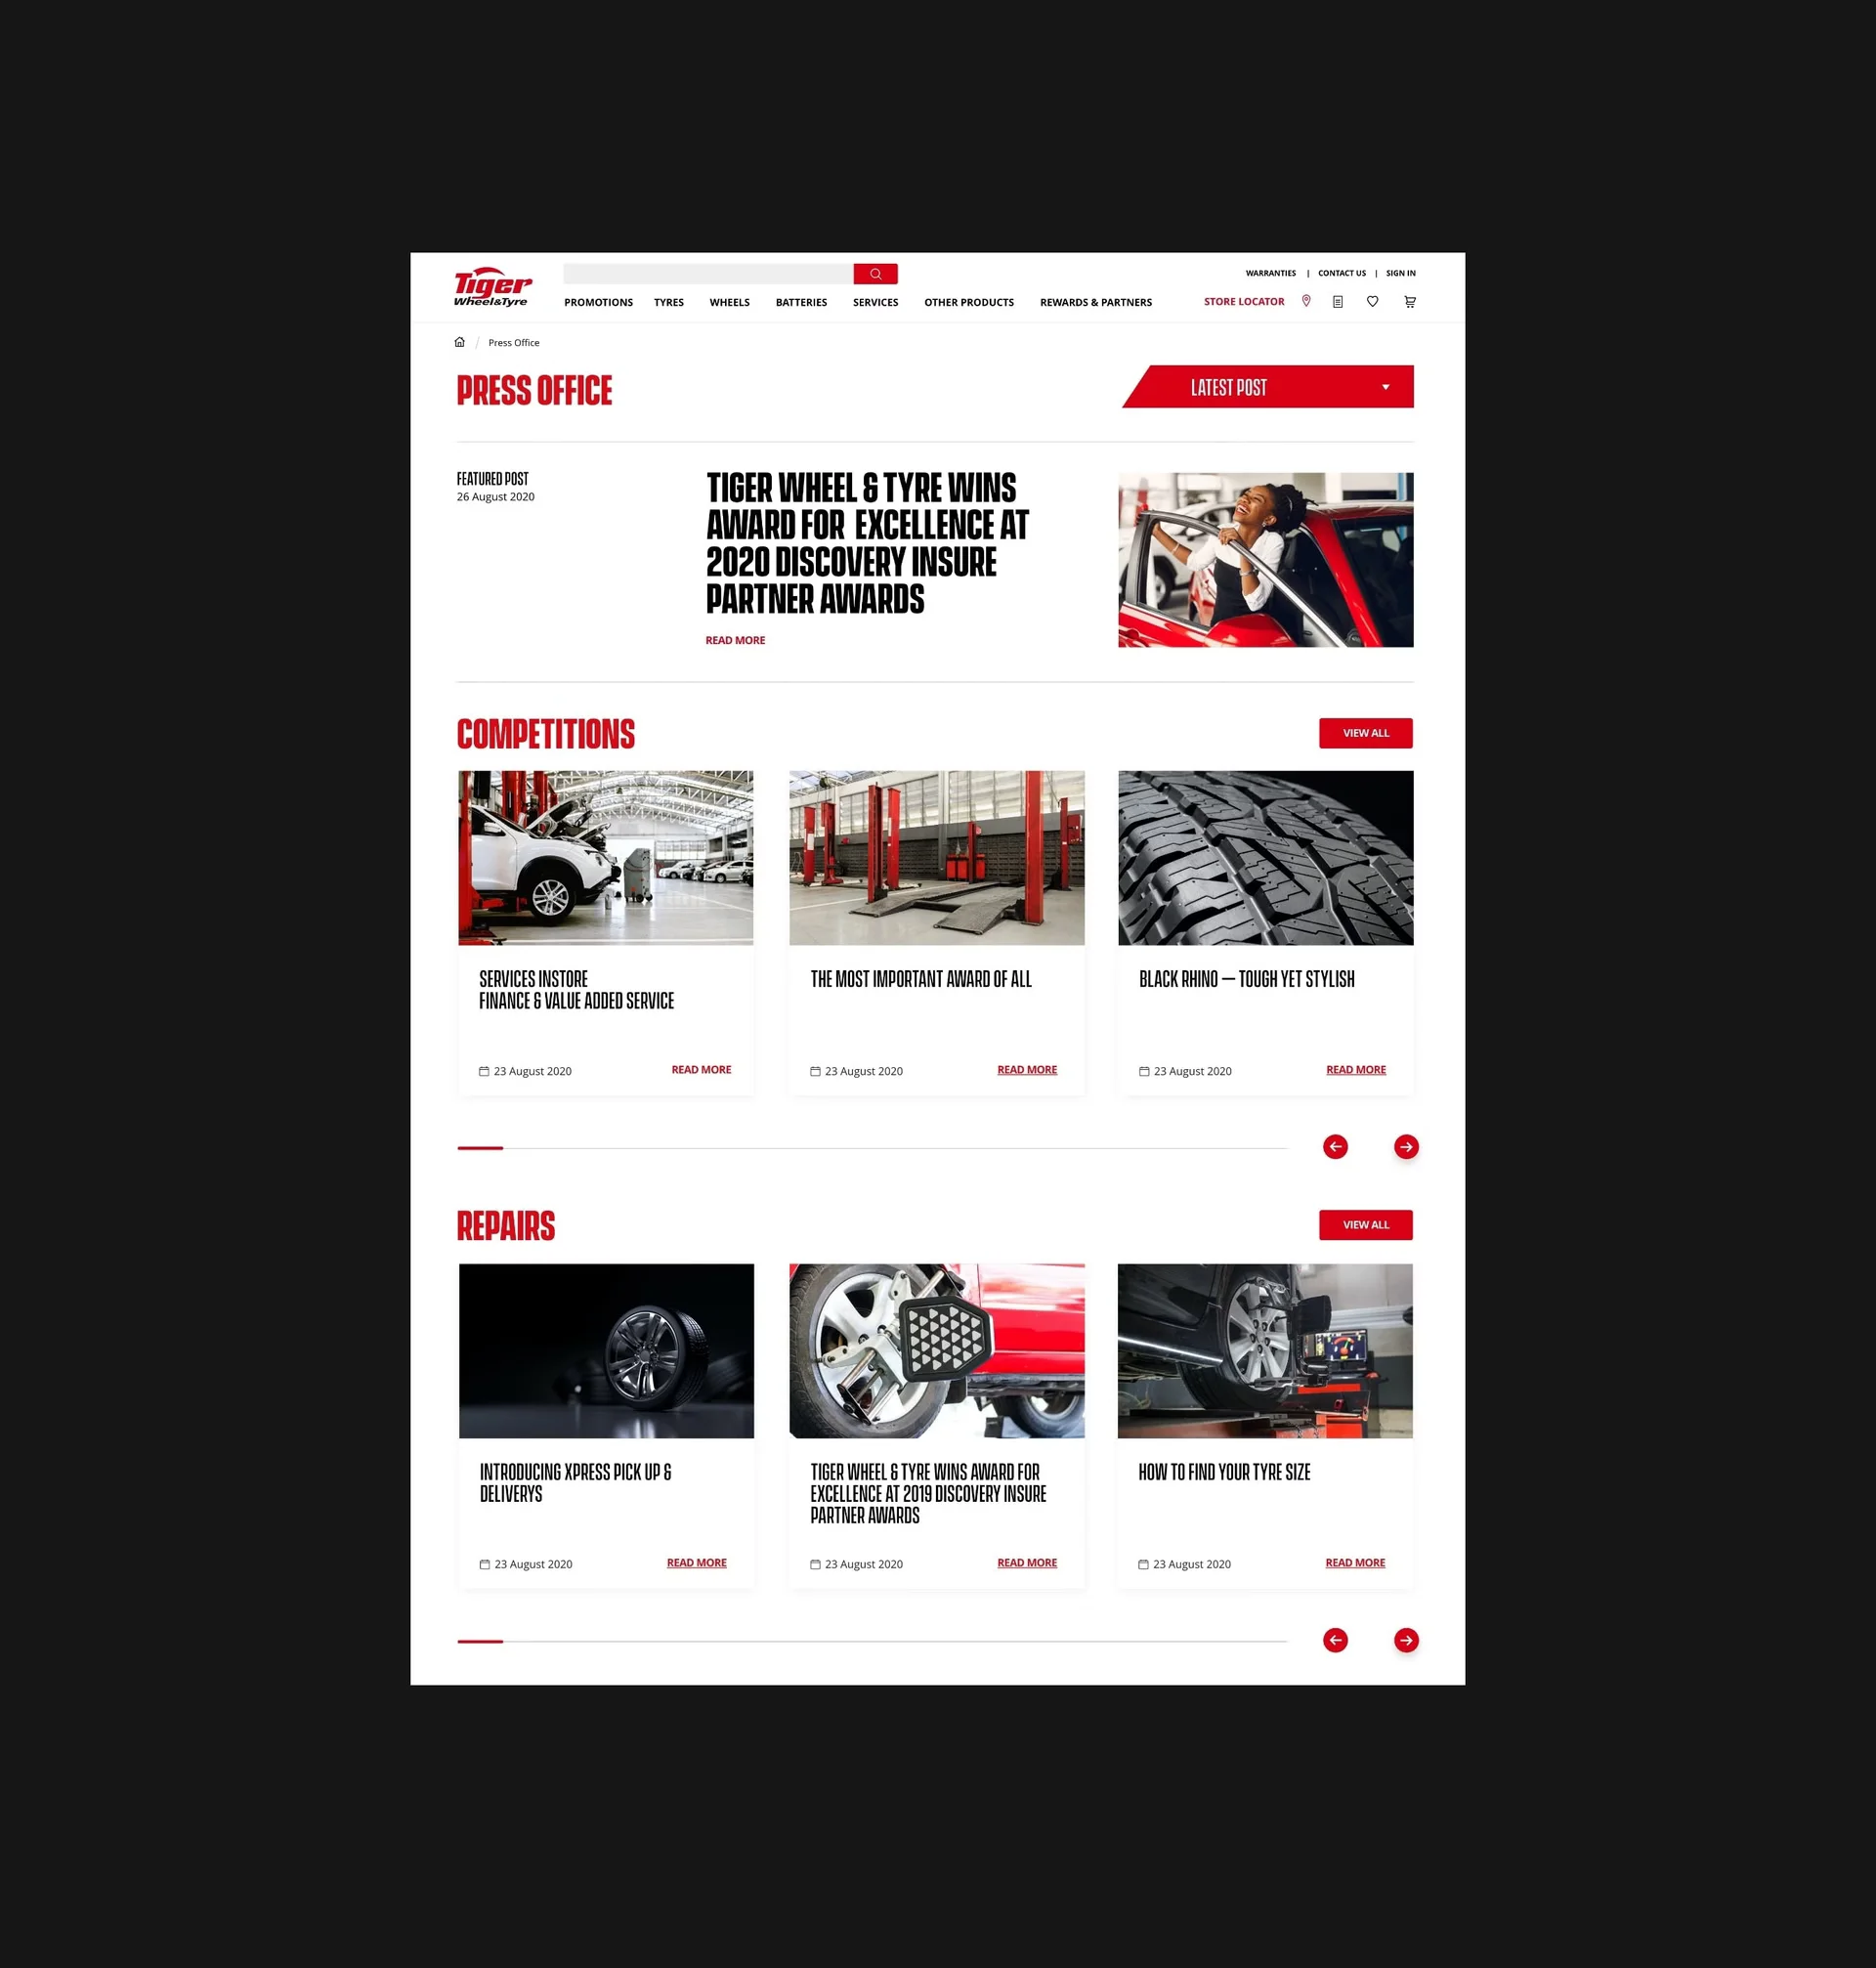 Tiger
Wheel&Tyre
WARRANTIES | CONTACT US | SIGN IN
PROMOTIONS TYRES WHEELS BATTERIES SERVICES OTHER PRODUCTS REWARDS & PARTNERS STORE LOCATOR
/ Press Office
PRESS OFFICE
LATEST POST
FEATURED POST
26 August 2020
TIGER WHEEL & TYRE WINS
AWARD FOR EXCELLENCE AT
2020 DISCOVERY INSURE
PARTNER AWARDS
READ MORE
COMPETITIONS
VIEW ALL
SERVICES INSTORE
FINANCE & VALUE ADDED SERVICE
23 August 2020 READ MORE
THE MOST IMPORTANT AWARD OF ALL
23 August 2020 READ MORE
BLACK RHINO — TOUGH YET STYLISH
23 August 2020 READ MORE
REPAIRS
VIEW ALL
INTRODUCING XPRESS PICK UP &
DELIVERYS
23 August 2020 READ MORE
TIGER WHEEL & TYRE WINS AWARD FOR
EXCELLENCE AT 2019 DISCOVERY INSURE
PARTNER AWARDS
23 August 2020 READ MORE
HOW TO FIND YOUR TYRE SIZE
23 August 2020 READ MORE